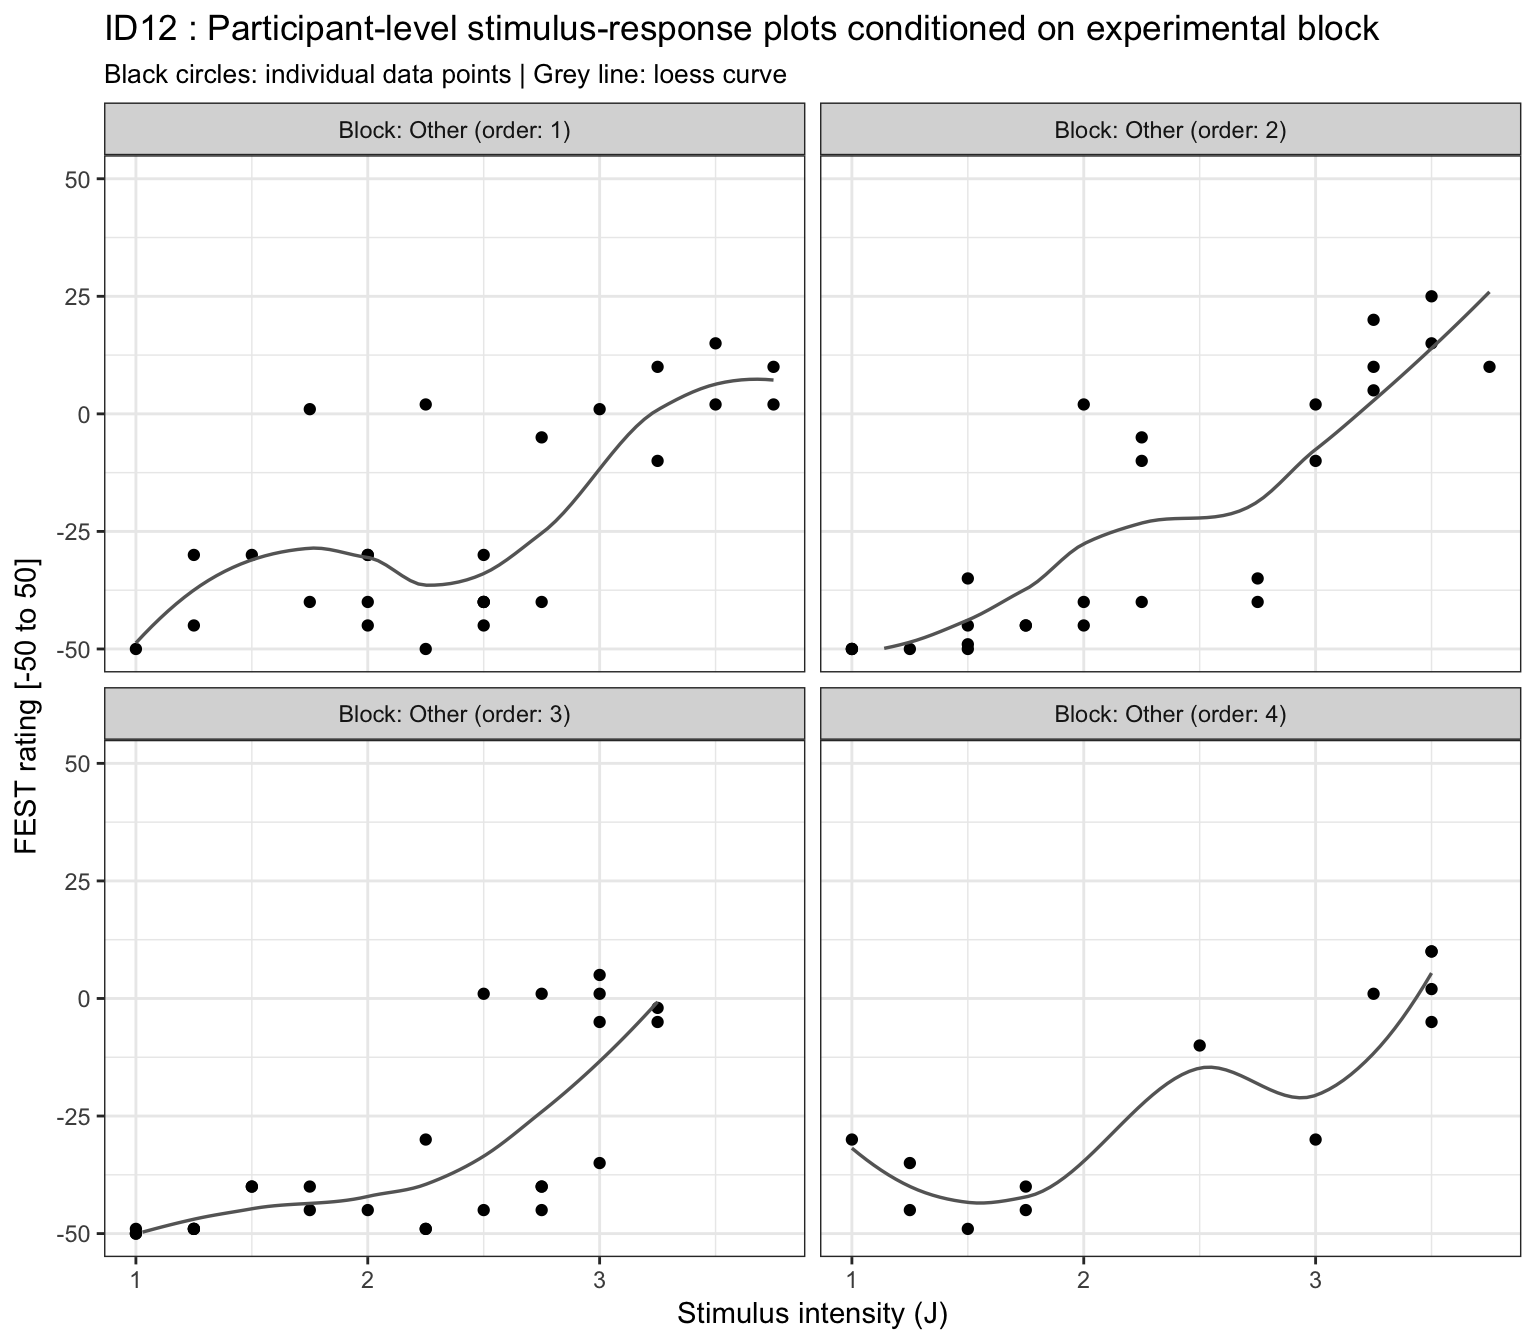 ID12 : Participant-level stimulus-response plots conditioned on experimental block
Black circles: individual data points | Grey line: loess curve
Block: Other (order: 1)
Block: Other (order: 2)
50
25
0
-25
-50
Block: Other (order: 3)
Block: Other (order: 4)
50
25
0
-25
-50
FEST rating [-50 to 50]
1
2
3
1
2
3
Stimulus intensity (J)